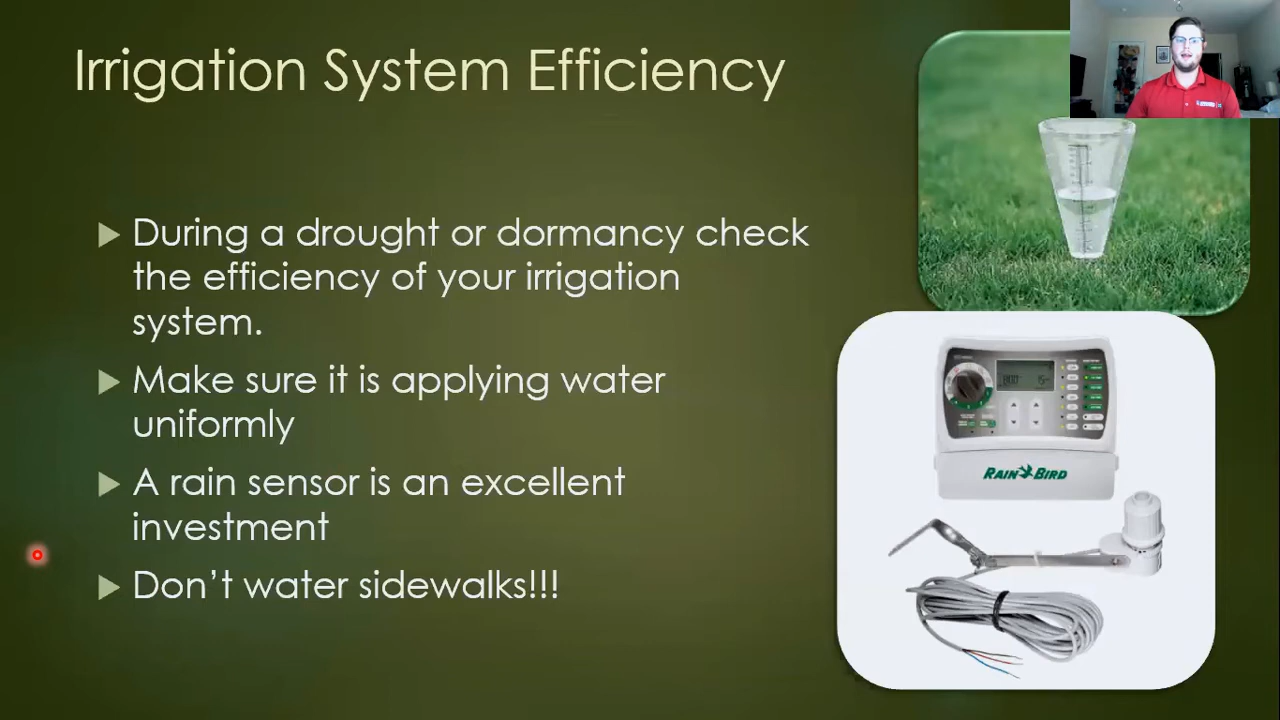 Irrigation System Efficiency
During a drought or dormancy check
the efficiency of your irrigation
system.
Make sure it is applying water
uniformly
A rain sensor is an excellent
investment
Don't water sidewalks!!!
RAIN BIRD